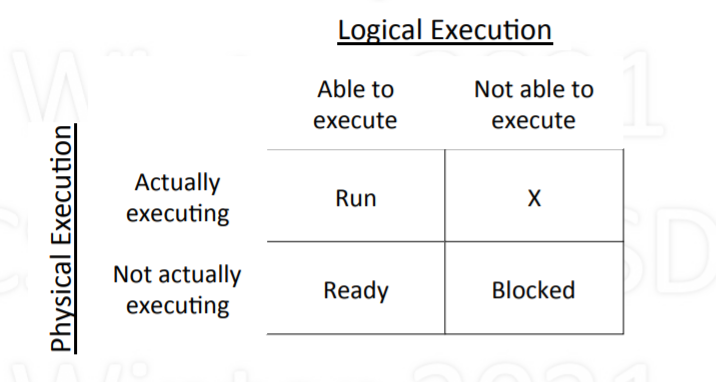 Logical Execution
Able to
execute
Not able to
execute
Physical Execution
Actually
executing
Run
X
Not actually
executing
Ready
Blocked